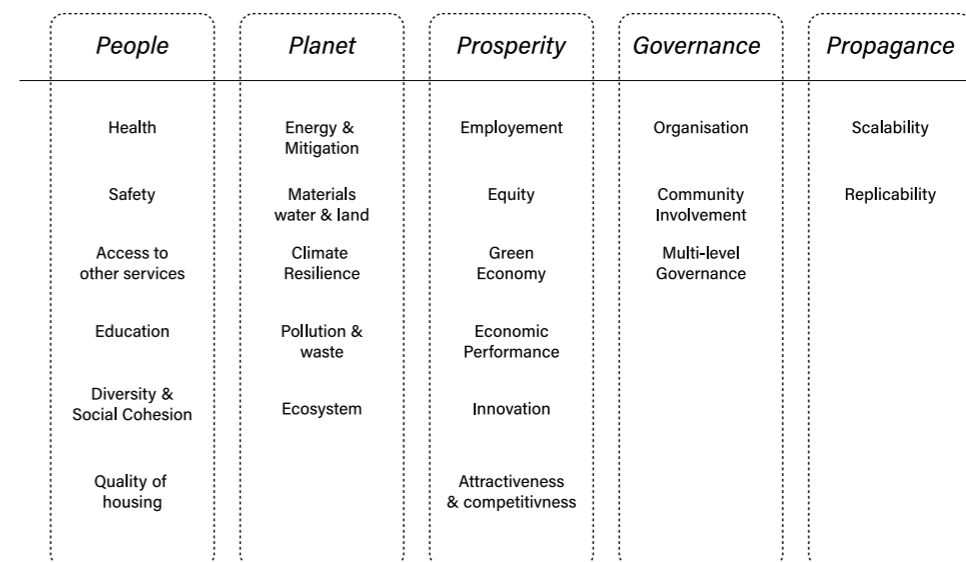 People
Planet
Prosperity
Governance
Propagance
Health
Energy &
Mitigation
Employement
Organisation
Scalability
Safety
Materials
water & land
Equity
Community
Involvement
Replicability
Access to
other services
Climate
Resilience
Green
Economy
Multi-level
Governance
Education
Pollution &
waste
Economic
Performance
Diversity &
Social Cohesion
Ecosystem
Innovation
Quality of
housing
Attractiveness
& competitivness